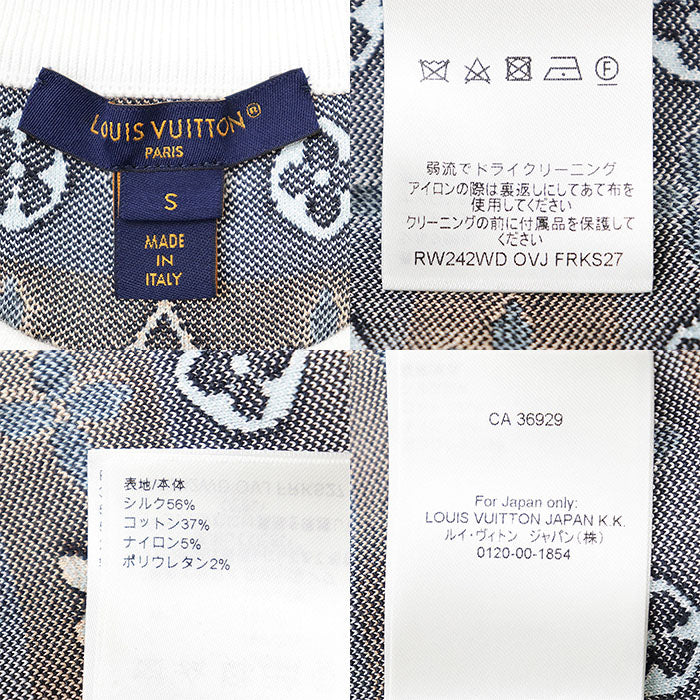 LOUIS VUITTON®
PARIS
S
MADE
IN
ITALY
弱流でドライクリーニング
アイロンの際は裏返しにしてあて布を
使用してください
クリーニングの前に付属品を保護して
ください
RW242WD OVJ FRKS27
表地/本体
シルク56%
コットン37%
ナイロン5%
ポリウレタン2%
CA 36929
For Japan only:
LOUIS VUITTON JAPAN K.K.
ルイ・ヴィトン ジャパン(株)
0120-00-1854